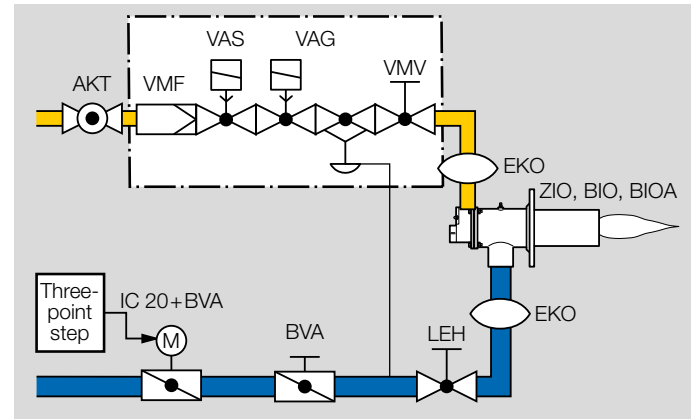 VAS
VAG
AKT
VMF
VMV
EKO
ZIO, BIO, BIOA
Three-
point
step
IC 20+BVA
M
BVA
LEH
EKO